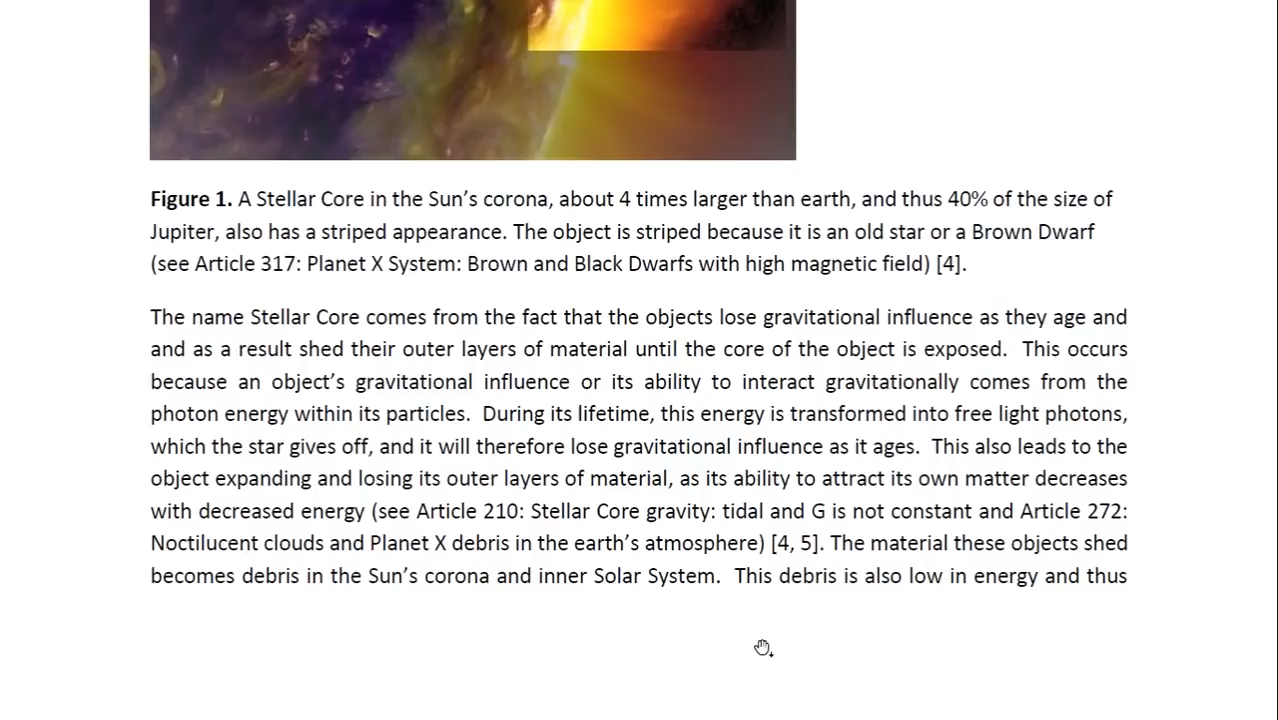 Figure 1. A Stellar Core in the Sun's corona, about 4 times larger than earth, and thus 40% of the size of
Jupiter, also has a striped appearance. The object is striped because it is an old star or a Brown Dwarf
(see Article 317: Planet X System: Brown and Black Dwarfs with high magnetic field) [4].
The name Stellar Core comes from the fact that the objects lose gravitational influence as they age and
and as a result shed their outer layers of material until the core of the object is exposed.  This occurs
because an object's gravitational influence or its ability to interact gravitationally comes from the
photon energy within its particles.  During its lifetime, this energy is transformed into free light photons,
which the star gives off, and it will therefore lose gravitational influence as it ages.  This also leads to the
object expanding and losing its outer layers of material, as its ability to attract its own matter decreases
with decreased energy (see Article 210: Stellar Core gravity: tidal and G is not constant and Article 272:
Noctilucent clouds and Planet X debris in the earth's atmosphere) [4, 5]. The material these objects shed
becomes debris in the Sun's corona and inner Solar System.  This debris is also low in energy and thus